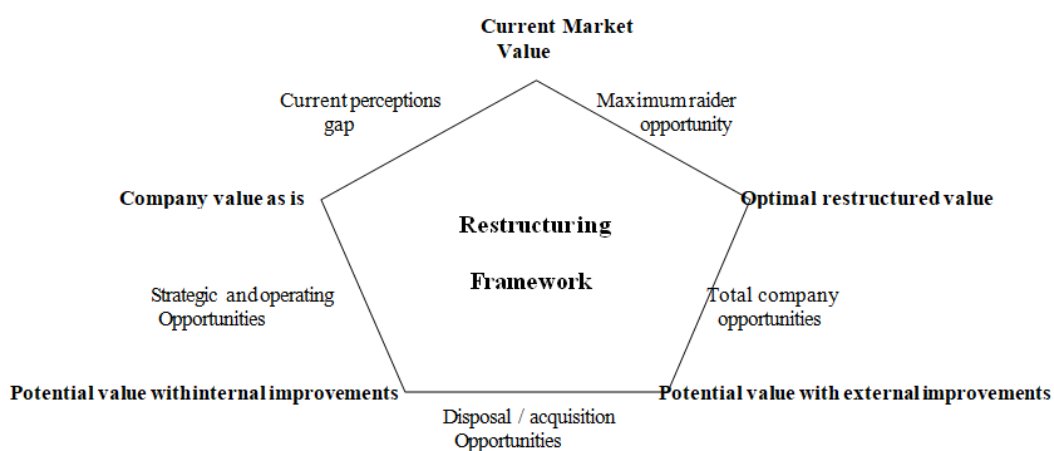 Current Market
Value
Current perceptions
gap
Maximum raider
opportunity
Company value as is
Optimal restructured value
Restructuring
Framework
Strategic and operating
Opportunities
Total company
opportunities
Potential value with internal improvements
Potential value with external improvements
Disposal / acquisition
Opportunities